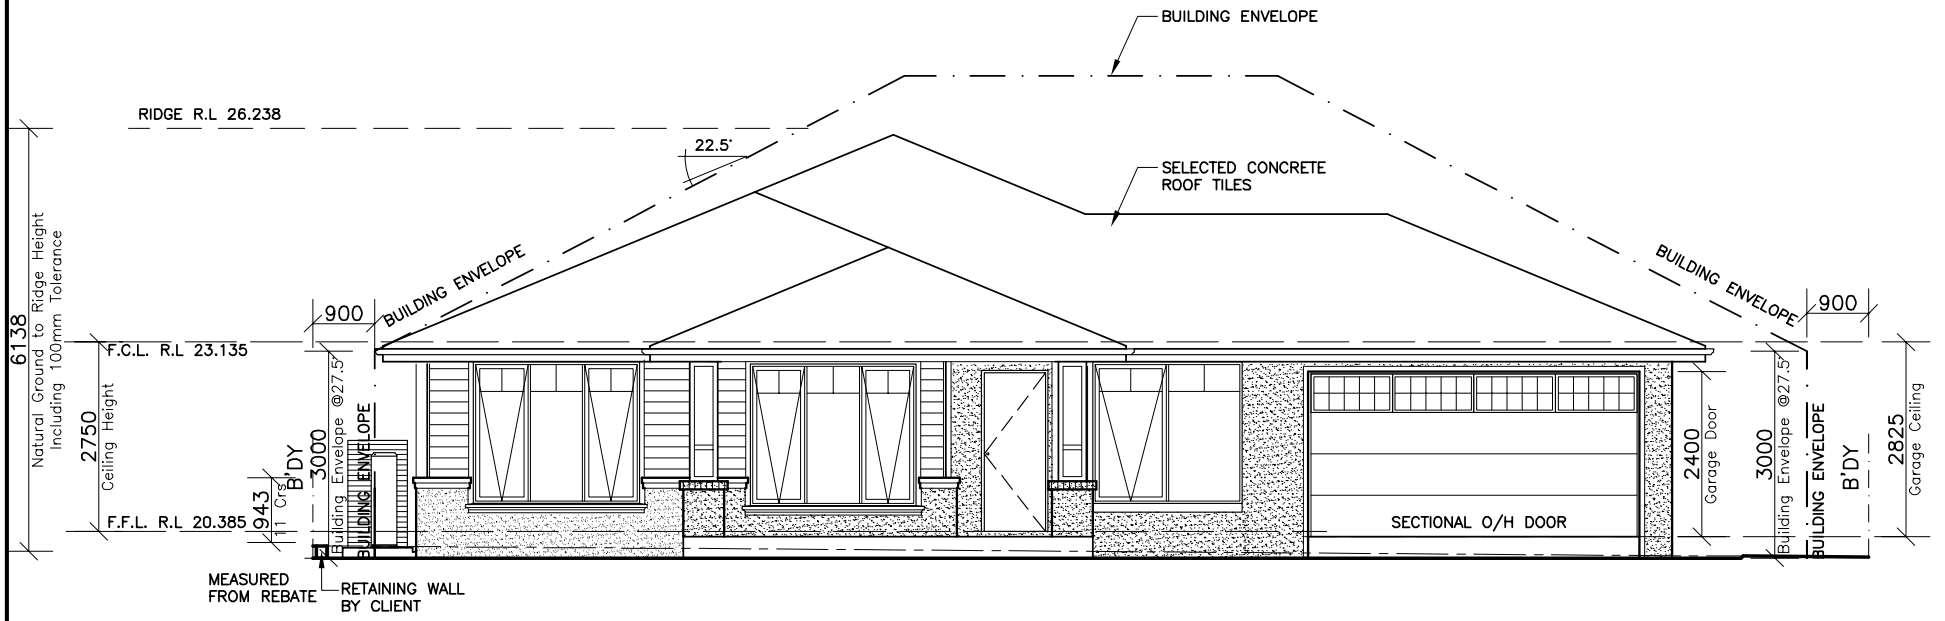 BUILDING ENVELOPE
RIDGE R.L 26.238
22.5°
SELECTED CONCRETE
ROOF TILES
6138
Natural Ground to Ridge Height
Including 100mm Tolerance
BUILDING ENVELOPE
BUILDING ENVELOPE
900
900
F.C.L. R.L 23.135
2750
Ceiling Height
F.F.L. R.L 20.385
943
11 Crs
B'DY
3000
Building Envelope @27.5°
BUILDING ENVELOPE
2400
Garage Door
3000
Building Envelope @27.5°
BUILDING ENVELOPE
B'DY
2825
Garage Ceiling
SECTIONAL O/H DOOR
MEASURED
FROM REBATE
RETAINING WALL
BY CLIENT